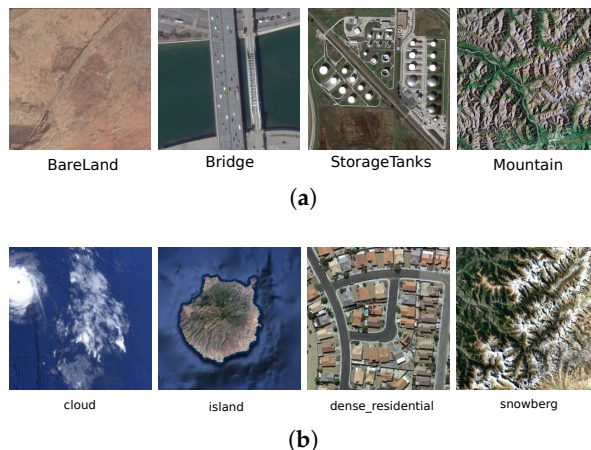 BareLand Bridge StorageTanks Mountain
(a)
cloud island dense_residential snowberg
(b)